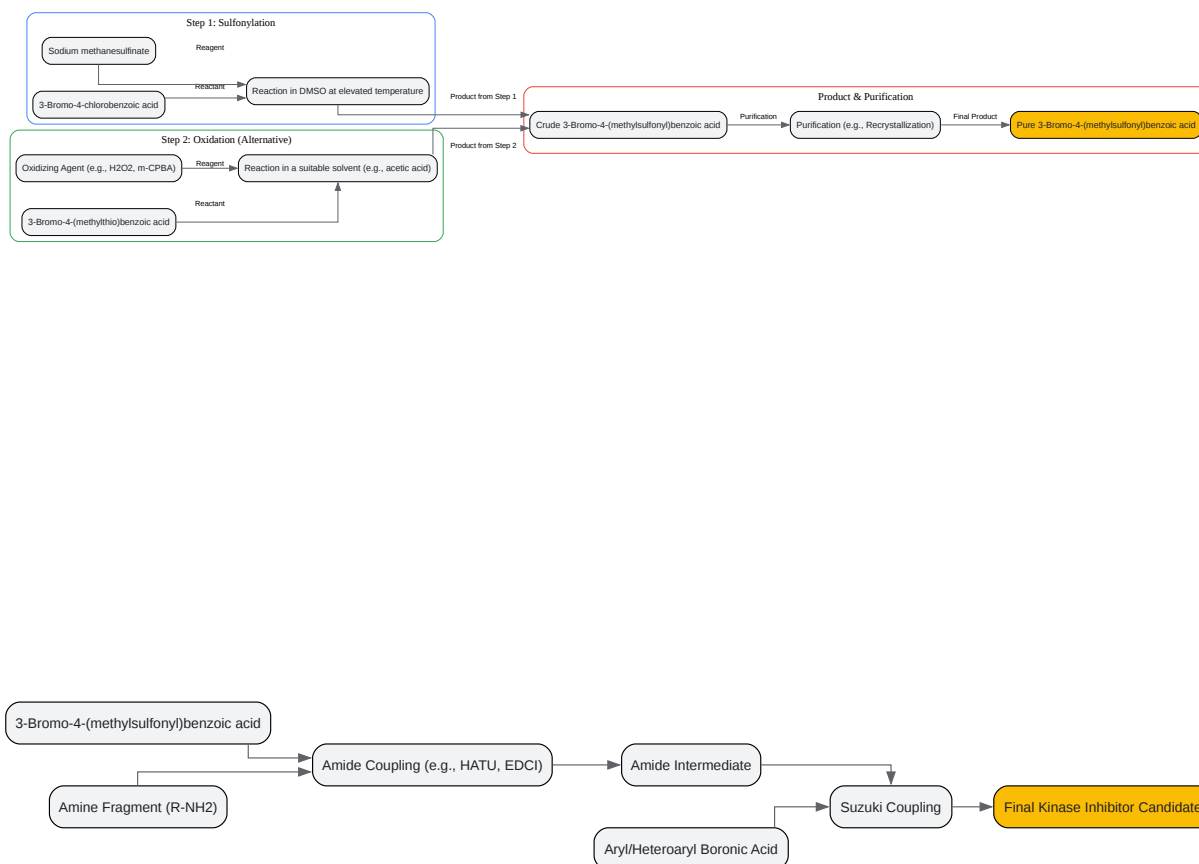 Step 1: Sulfonylation
Sodium methanesulfinate
Reagent
3-Bromo-4-chlorobenzoic acid
Reactant
Reaction in DMSO at elevated temperature
Product from Step 1
Step 2: Oxidation (Alternative)
Oxidizing Agent (e.g., H2O2, m-CPBA)
Reagent
Reaction in a suitable solvent (e.g., acetic acid)
Product from Step 2
3-Bromo-4-(methylthio)benzoic acid
Reactant
Product & Purification
Crude 3-Bromo-4-(methylsulfonyl)benzoic acid
Purification
Purification (e.g., Recrystallization)
Final Product
Pure 3-Bromo-4-(methylsulfonyl)benzoic acid
3-Bromo-4-(methylsulfonyl)benzoic acid
Amine Fragment (R-NH2)
Amide Coupling (e.g., HATU, EDCI)
Amide Intermediate
Aryl/Heteroaryl Boronic Acid
Suzuki Coupling
Final Kinase Inhibitor Candidate